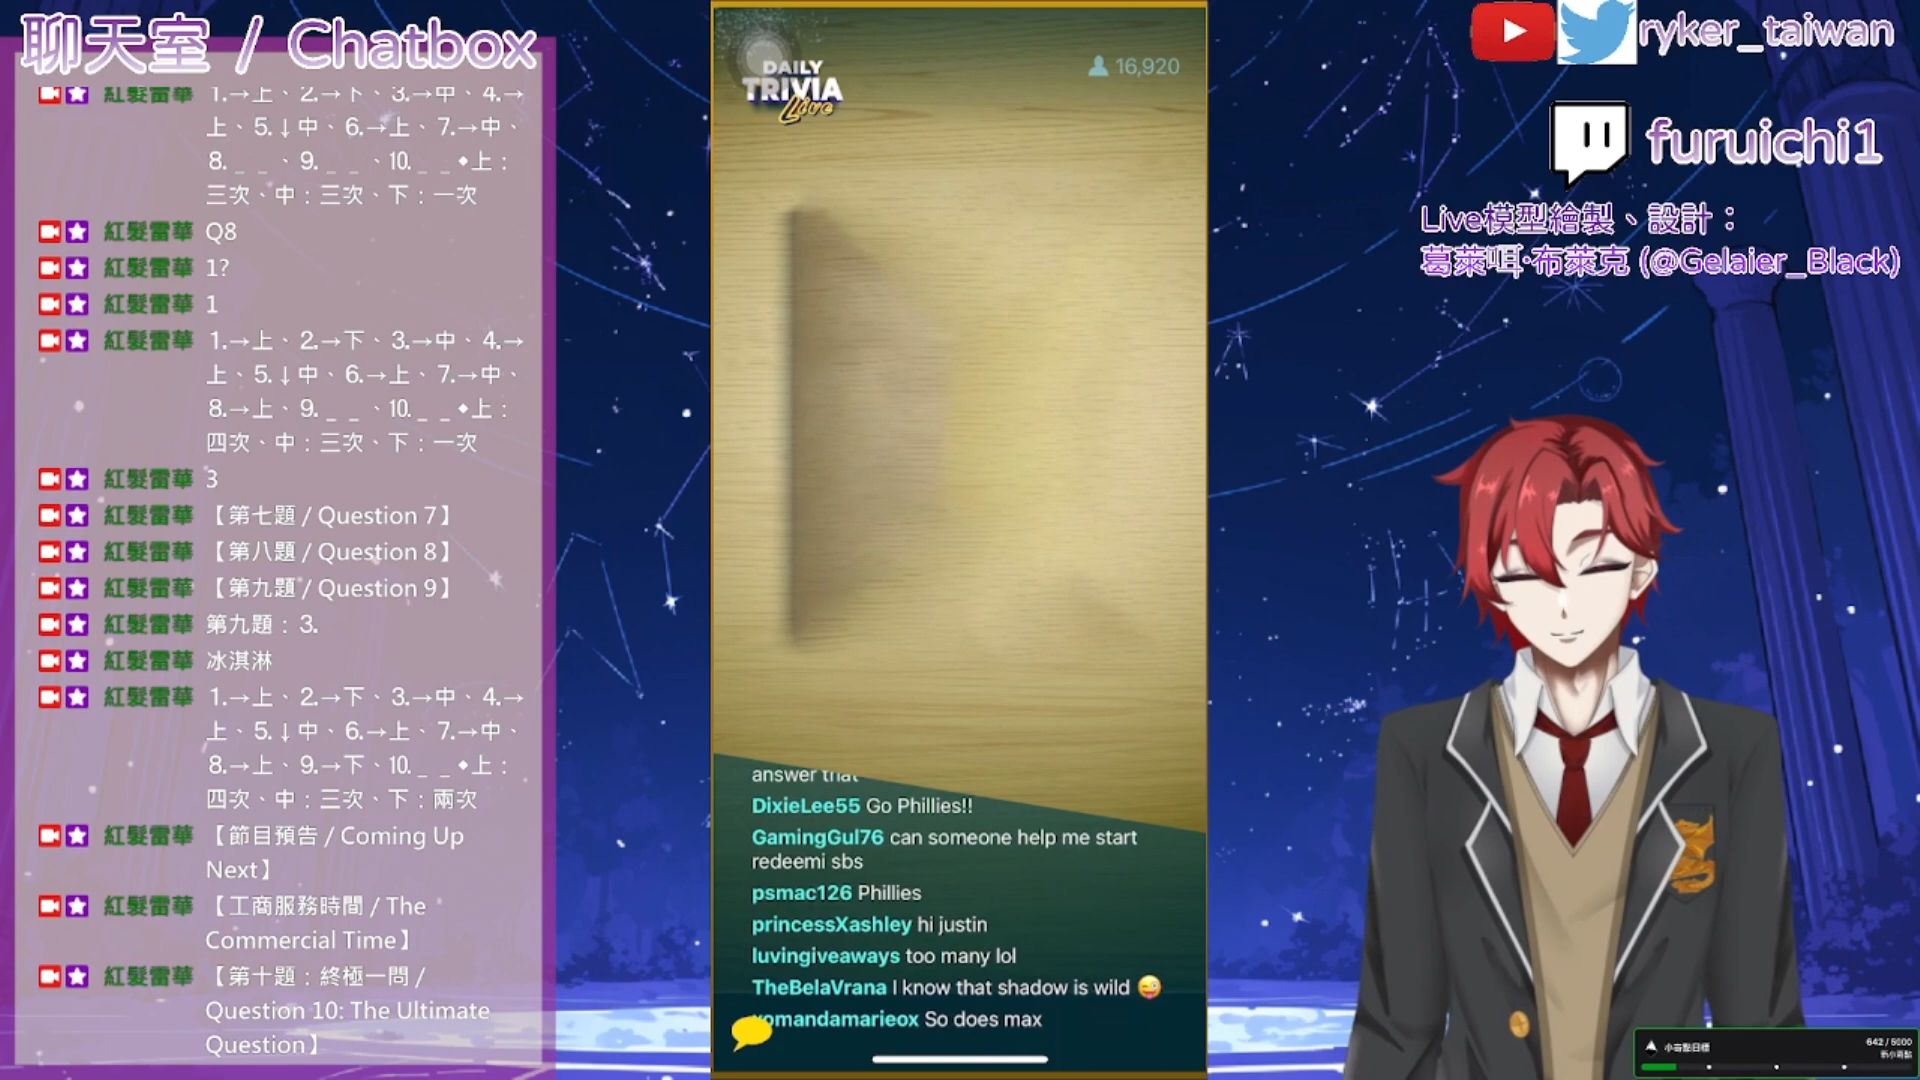 聊天室 / Chatbox
紅髮雷華 1.→上、2.→下、3.→中、4.→
上、5.↓中、6.→上、7.→中、
8. _ _ 、9. _ _ 、10. _ _ ◆上：
三次、中：三次、下：一次
紅髮雷華 Q8
紅髮雷華 1?
紅髮雷華 1
紅髮雷華 1.→上、2.→下、3.→中、4.→
上、5.↓中、6.→上、7.→中、
8.→上、9. _ _ 、10. _ _ ◆上：
四次、中：三次、下：一次
紅髮雷華 3
紅髮雷華 【第七題 / Question 7】
紅髮雷華 【第八題 / Question 8】
紅髮雷華 【第九題 / Question 9】
紅髮雷華 第九題：3.
紅髮雷華 冰淇淋
紅髮雷華 1.→上、2.→下、3.→中、4.→
上、5.↓中、6.→上、7.→中、
8.→上、9.→下、10. _ _ ◆上：
四次、中：三次、下：兩次
紅髮雷華 【節目預告 / Coming Up
Next】
紅髮雷華 【工商服務時間 / The
Commercial Time】
紅髮雷華 【第十題：終極一問 /
Question 10: The Ultimate
Question】
DAILY
TRIVIA
Live
16,920
answer that
DixieLee55 Go Phillies!!
GamingGul76 can someone help me start
redeemi sbs
psmac126 Phillies
princessXashley hi justin
luvingiveaways too many lol
TheBelaVrana I know that shadow is wild 😜
omandamarieox So does max
ryker_taiwan
furuichi1
Live模型繪製、設計：
葛萊咡·布萊克 (@Gelaier_Black)
642 / 5000